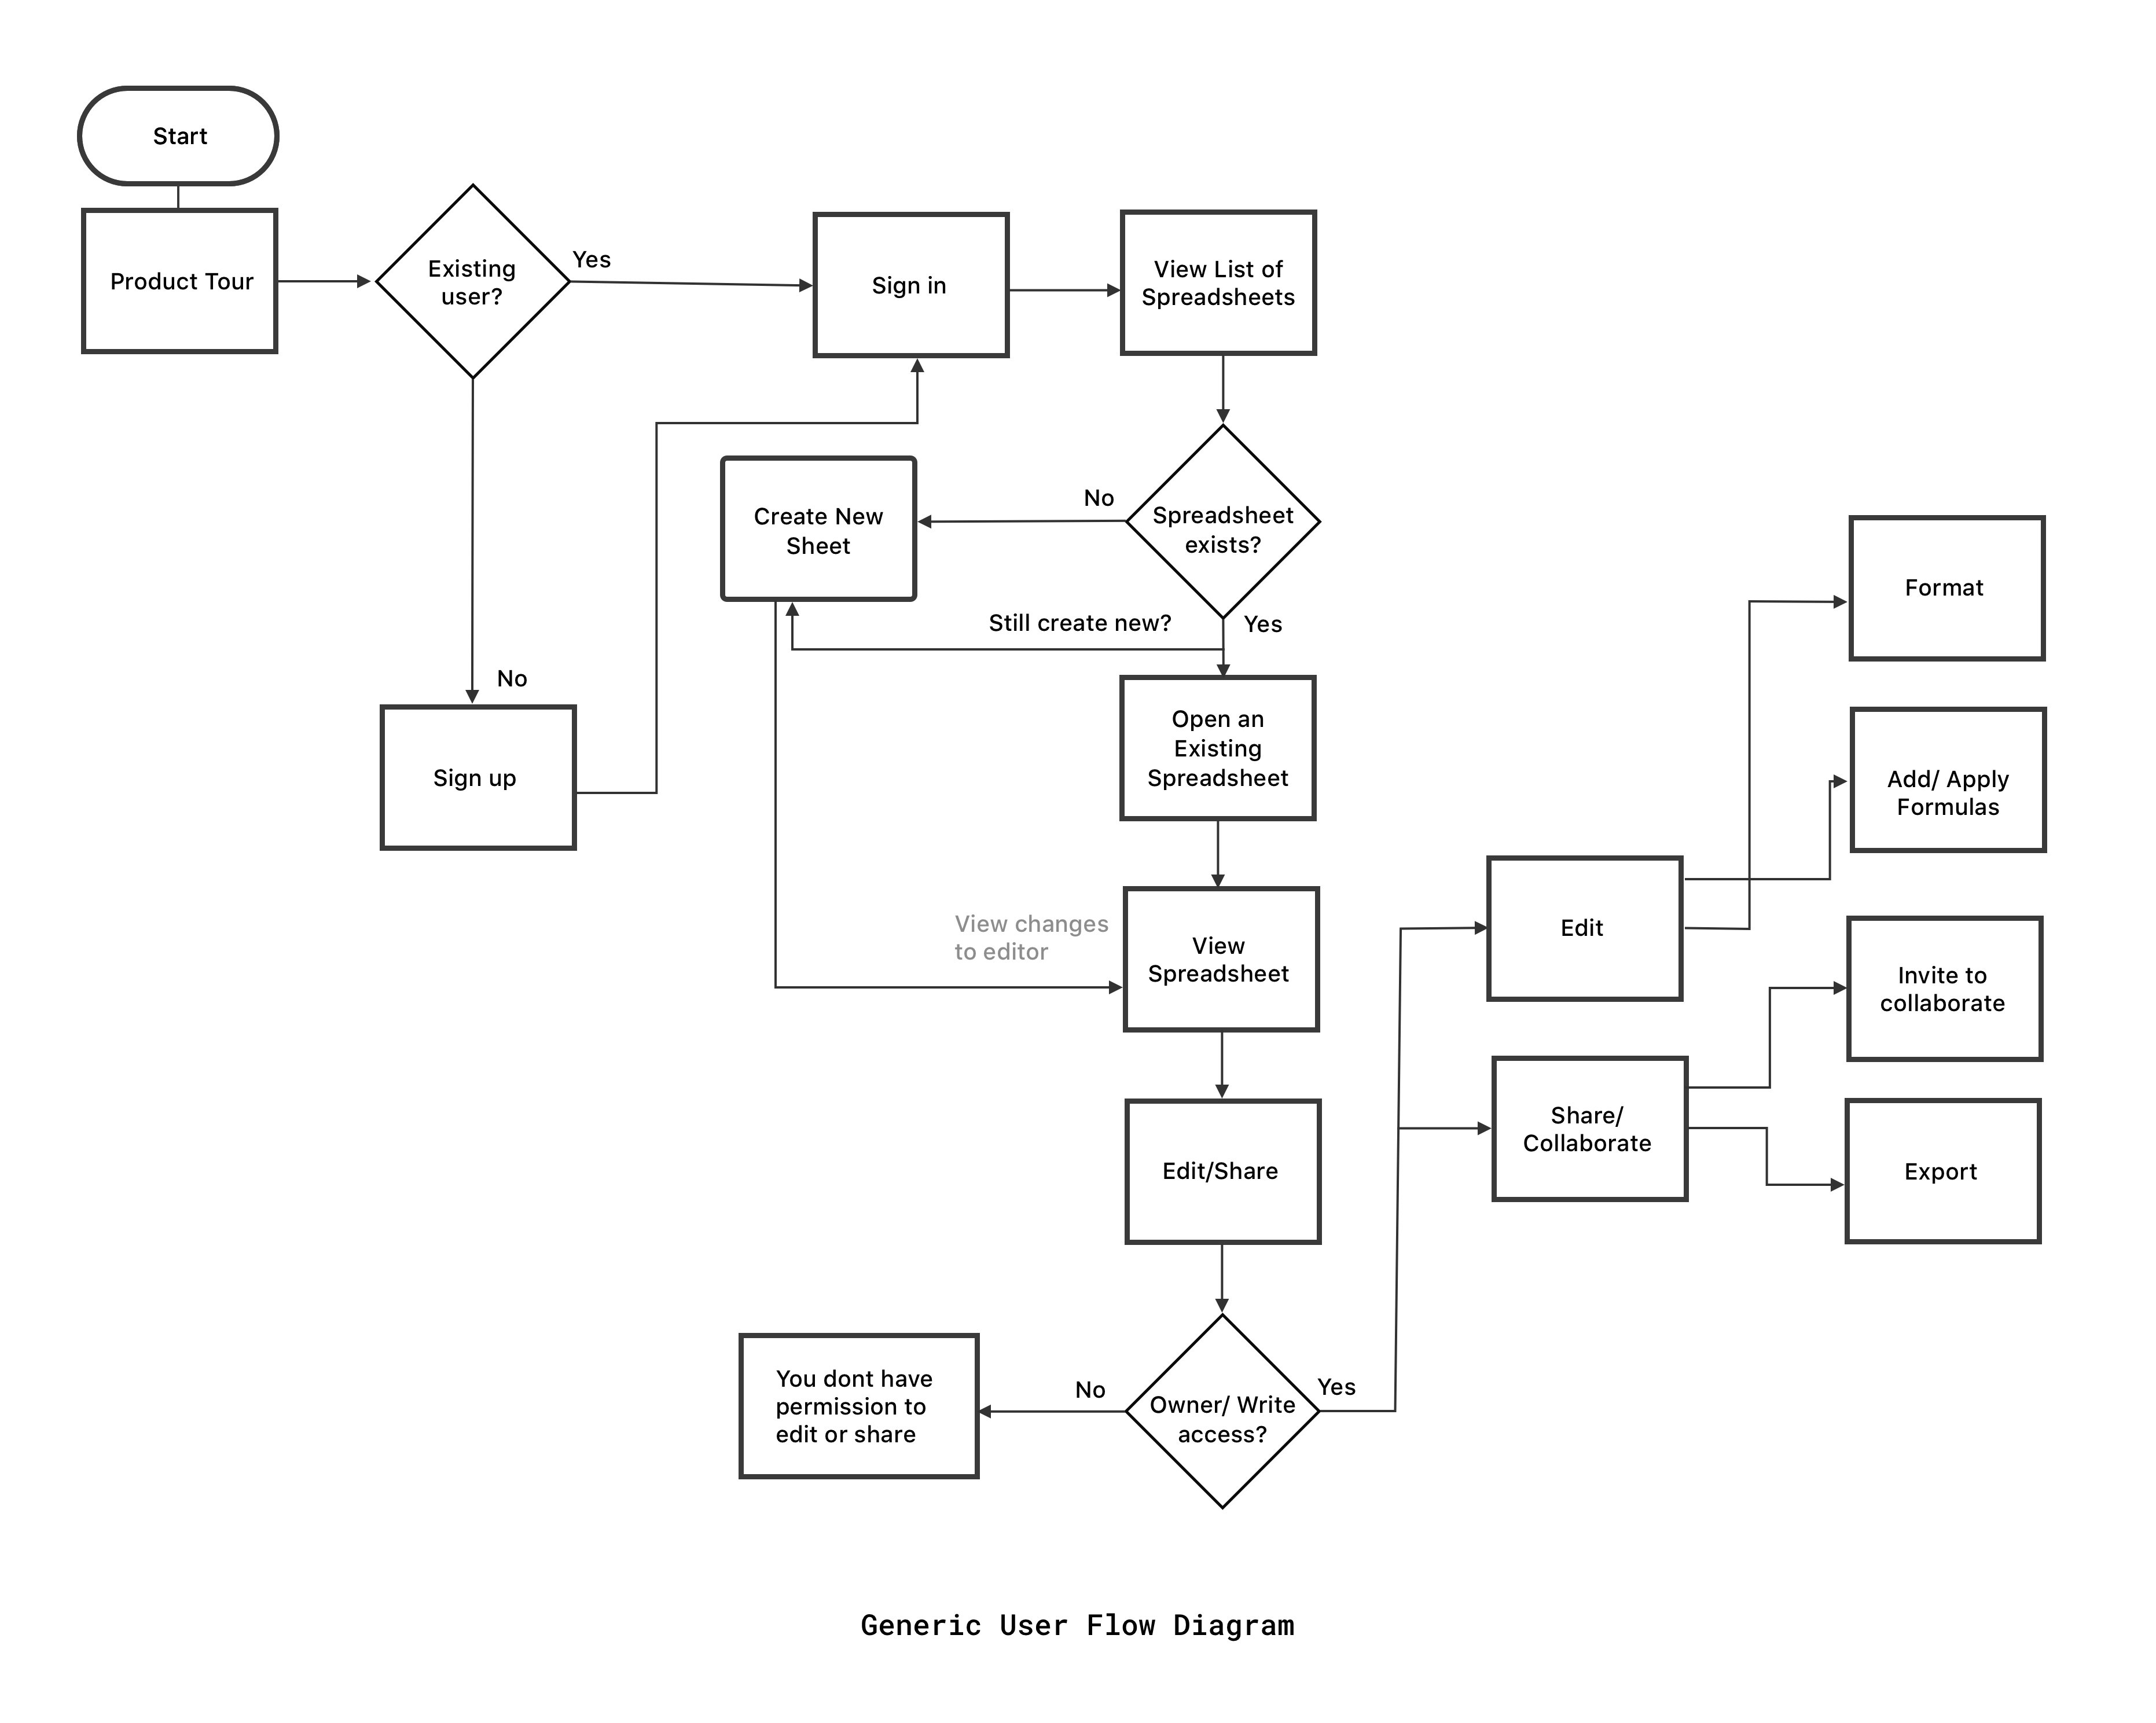 Start
Product Tour
Existing
user?
Yes
Sign in
View List of
Spreadsheets
No
Sign up
Spreadsheet
exists?
No
Create New
Sheet
Still create new?
Yes
Open an
Existing
Spreadsheet
View changes
to editor
View
Spreadsheet
Edit/Share
Owner/ Write
access?
No
You dont have
permission to
edit or share
Yes
Edit
Format
Add/ Apply
Formulas
Share/
Collaborate
Invite to
collaborate
Export
Generic User Flow Diagram